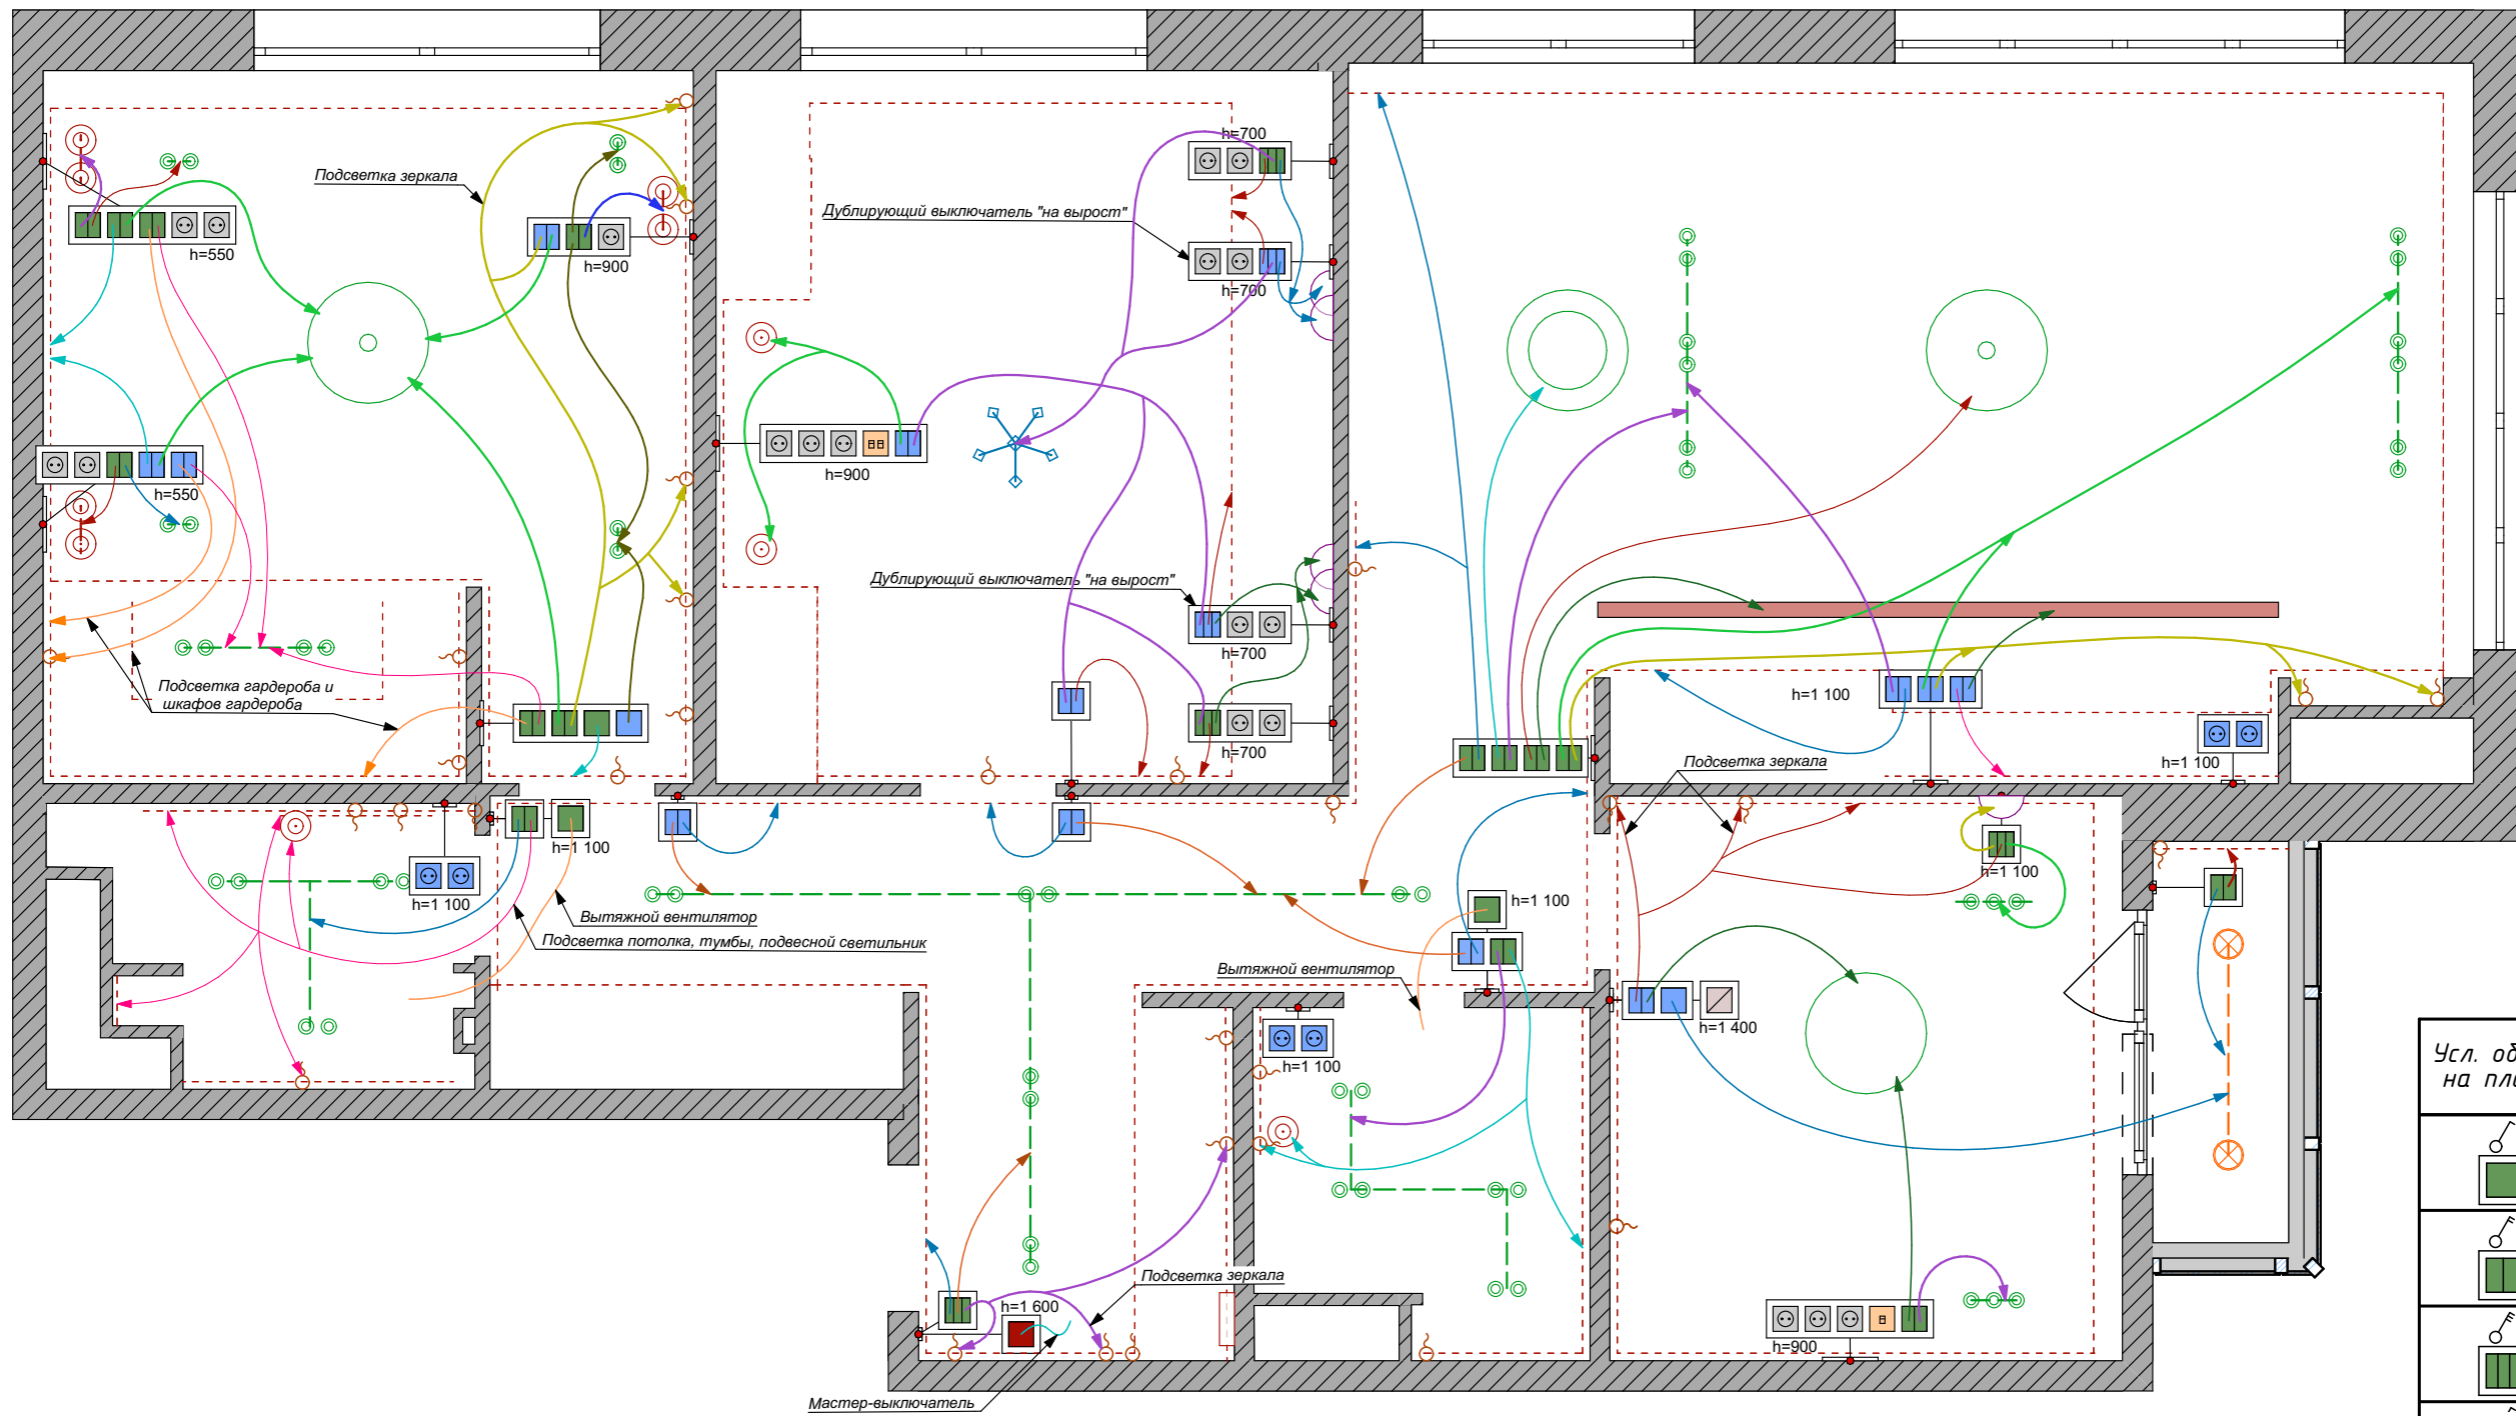 h=700
Подсветка зеркала
Дублирующий выключатель "на вырост"
h=550
h=900
h=700
h=900
h=550
Дублирующий выключатель "на вырост"
h=700
Подсветка гардероба и
шкафов гардероба
h=1 100
h=700
h=1 100
Подсветка зеркала
h=1 100
h=1 100
h=1 100
h=1 100
Вытяжной вентилятор
Подсветка потолка, тумбы, подвесной светильник
Вытяжной вентилятор
h=1 400
h=1 100
Усл. об
на пл
Подсветка зеркала
h=1 600
h=900
Мастер-выключатель